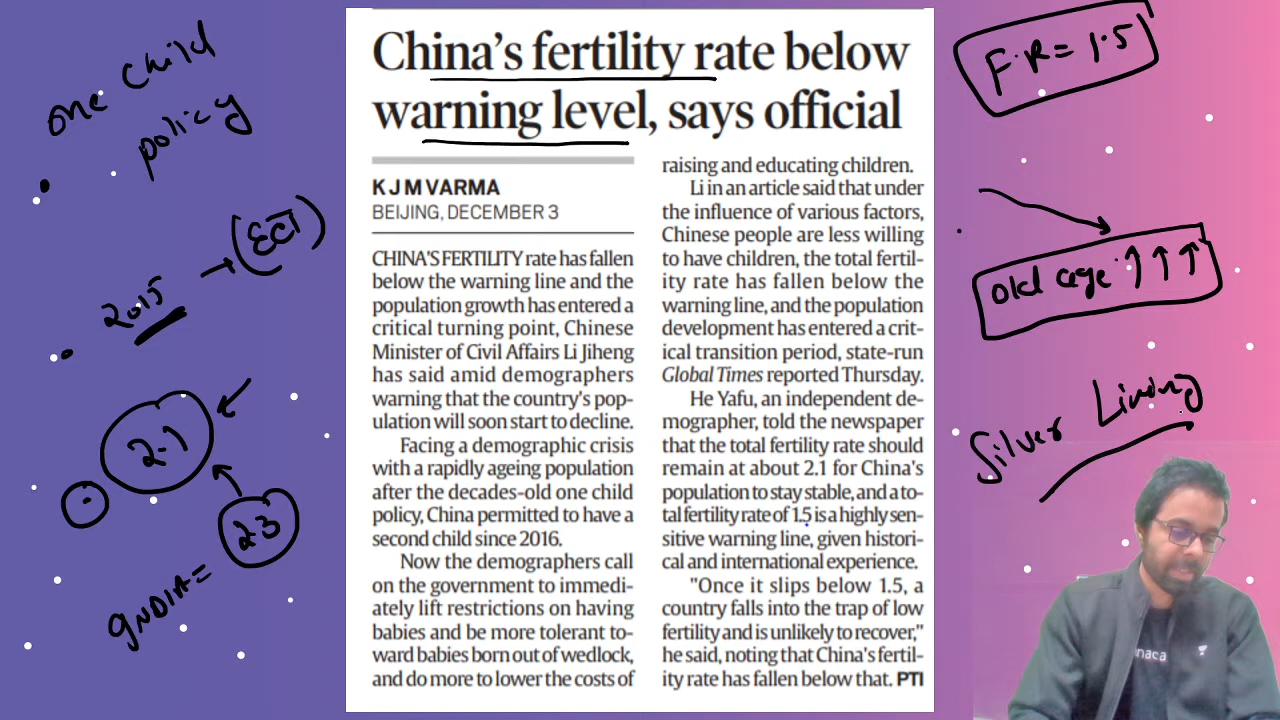 one child
policy
2015 → (ECI)
2.1
INDIA = 2.3
China's fertility rate below
warning level, says official
K J M VARMA
BEIJING, DECEMBER 3
CHINA'S FERTILITY rate has fallen
below the warning line and the
population growth has entered a
critical turning point, Chinese
Minister of Civil Affairs Li Jiheng
has said amid demographers
warning that the country's pop-
ulation will soon start to decline.
Facing a demographic crisis
with a rapidly ageing population
after the decades-old one child
policy, China permitted to have a
second child since 2016.
Now the demographers call
on the government to immedi-
ately lift restrictions on having
babies and be more tolerant to-
ward babies born out of wedlock,
and do more to lower the costs of
raising and educating children.
Li in an article said that under
the influence of various factors,
Chinese people are less willing
to have children, the total fertil-
ity rate has fallen below the
warning line, and the population
development has entered a crit-
ical transition period, state-run
Global Times reported Thursday.
He Yafu, an independent de-
mographer, told the newspaper
that the total fertility rate should
remain at about 2.1 for China's
population to stay stable, and a to-
tal fertility rate of 1.5 is a highly sen-
sitive warning line, given histori-
cal and international experience.
"Once it slips below 1.5, a
country falls into the trap of low
fertility and is unlikely to recover,"
he said, noting that China's fertil-
ity rate has fallen below that. PTI
F.R = 1.5
old age ↑ ↑ ↑
Silver Lining